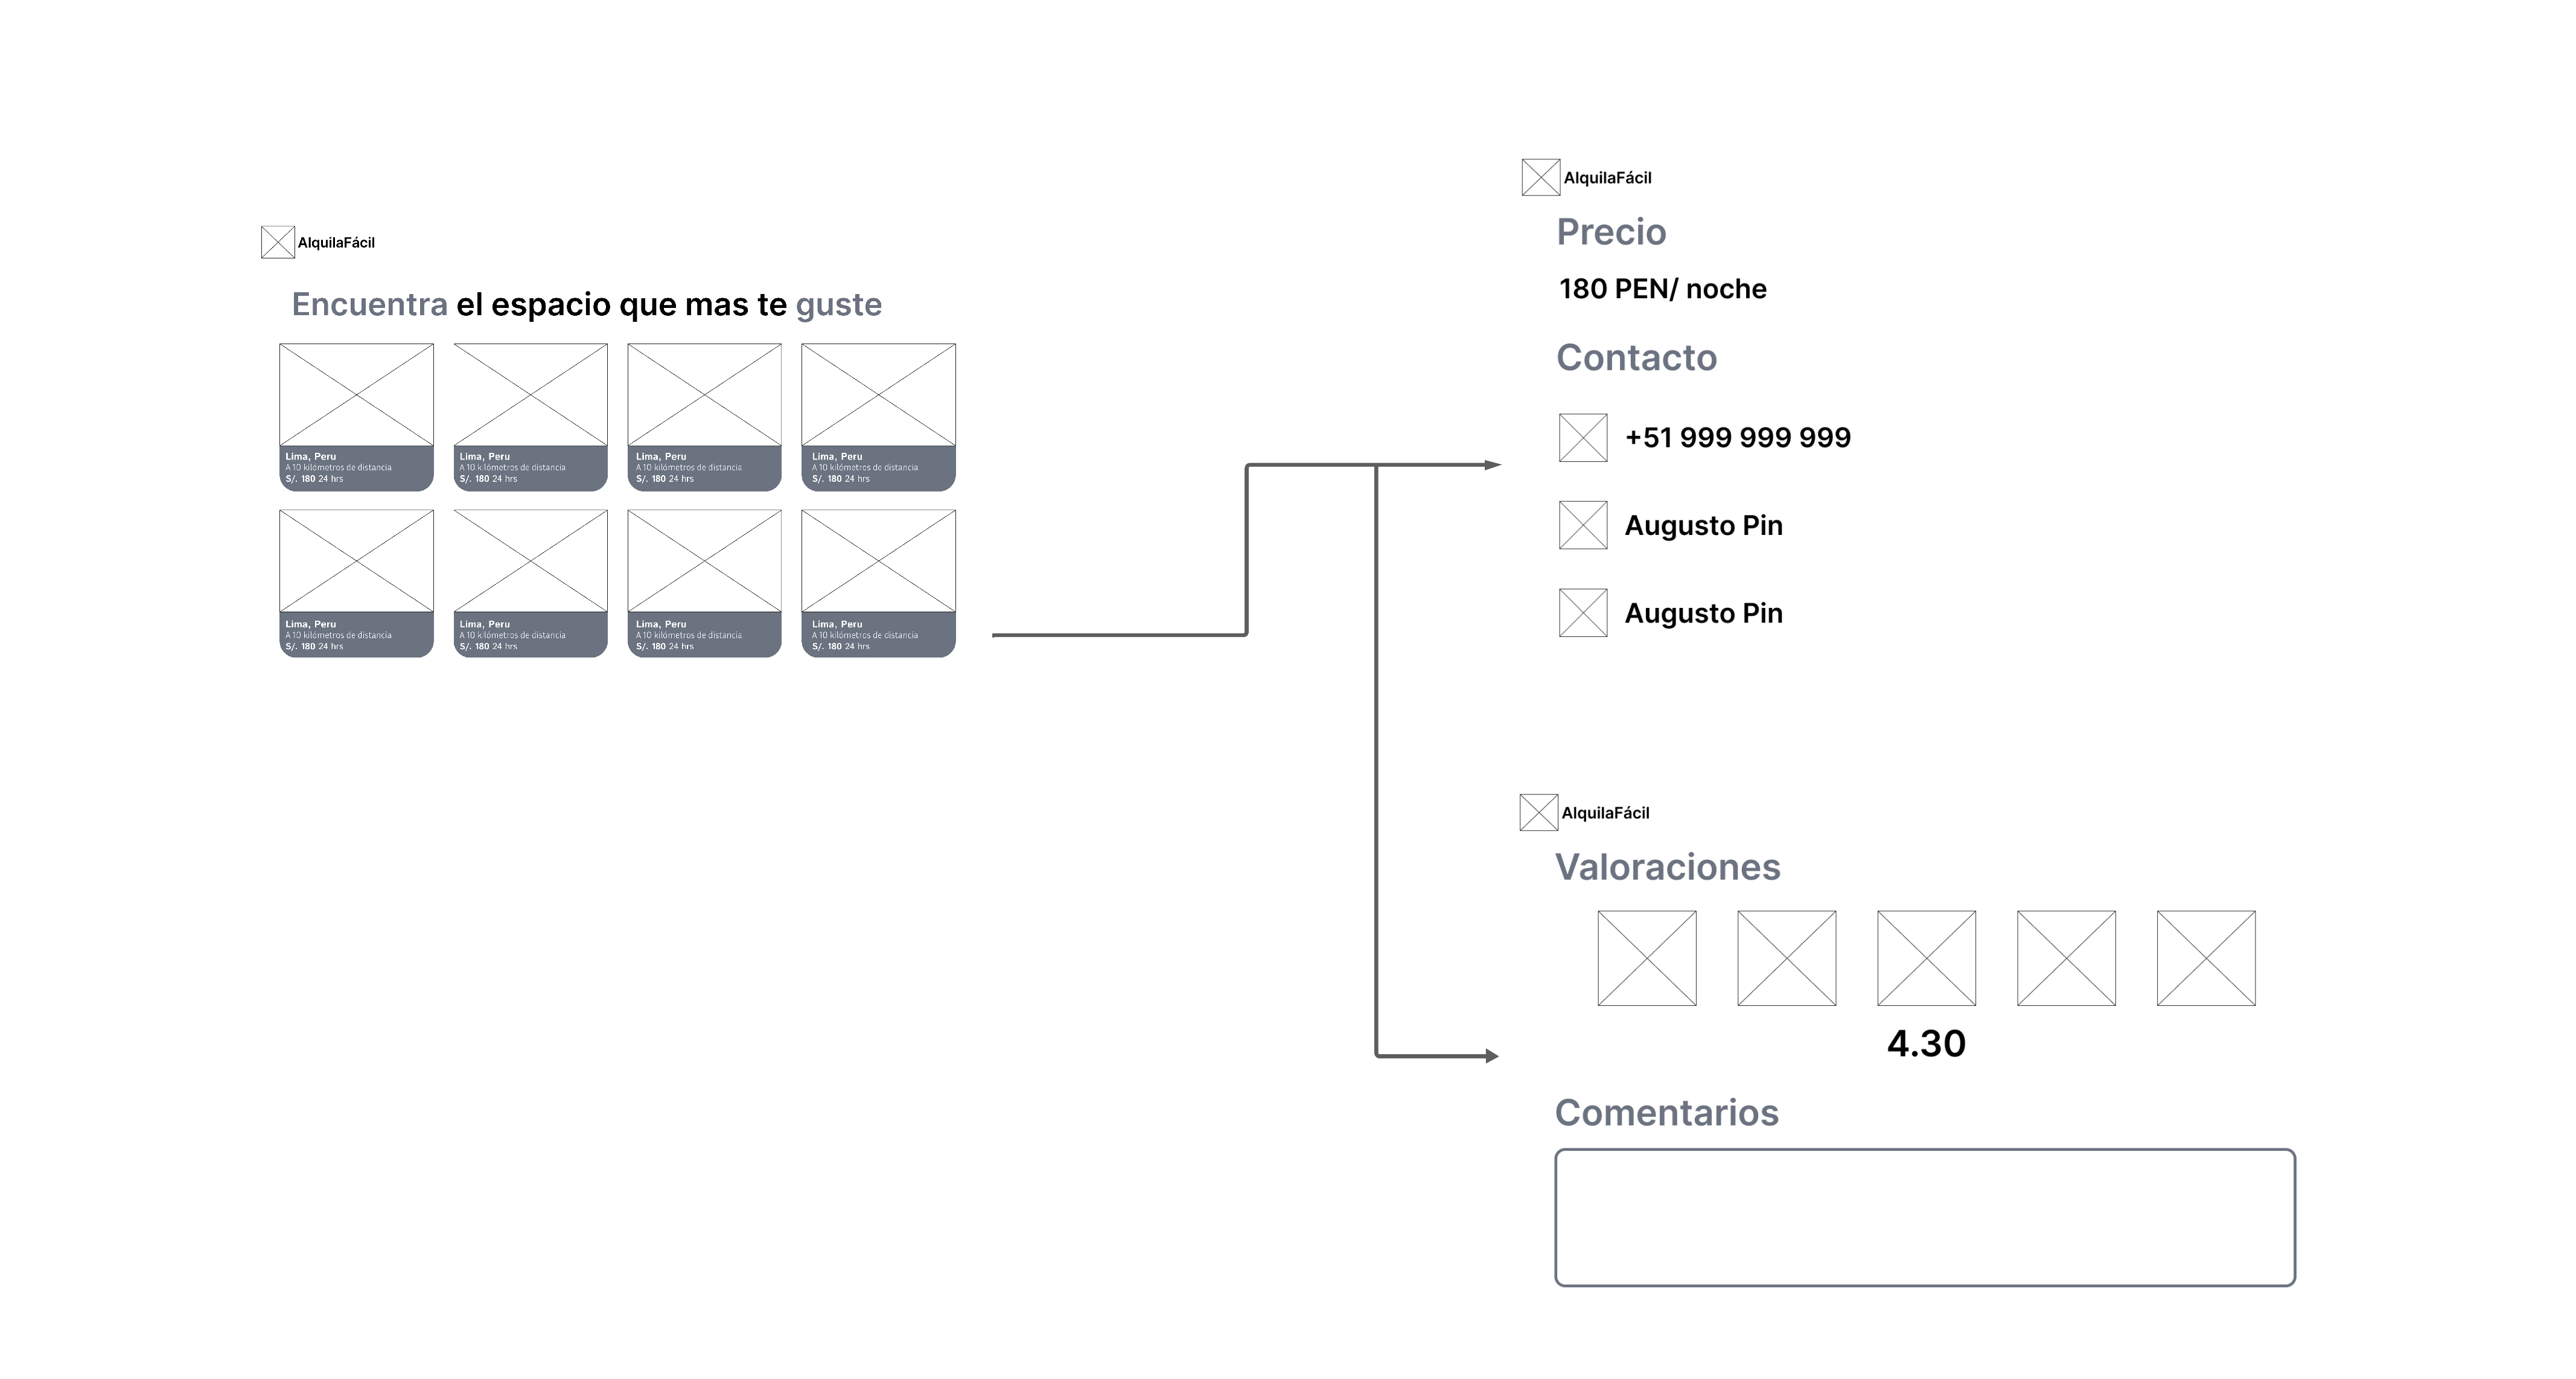 AlquilaFácil
Encuentra el espacio que mas te guste
Lima, Peru
A 10 kilómetros de distancia
S/. 180 24 hrs
Lima, Peru
A 10 kilómetros de distancia
S/. 180 24 hrs
Lima, Peru
A 10 kilómetros de distancia
S/. 180 24 hrs
Lima, Peru
A 10 kilómetros de distancia
S/. 180 24 hrs
Lima, Peru
A 10 kilómetros de distancia
S/. 180 24 hrs
Lima, Peru
A 10 kilómetros de distancia
S/. 180 24 hrs
Lima, Peru
A 10 kilómetros de distancia
S/. 180 24 hrs
Lima, Peru
A 10 kilómetros de distancia
S/. 180 24 hrs
AlquilaFácil
Precio
180 PEN/ noche
Contacto
+51 999 999 999
Augusto Pin
Augusto Pin
AlquilaFácil
Valoraciones
4.30
Comentarios